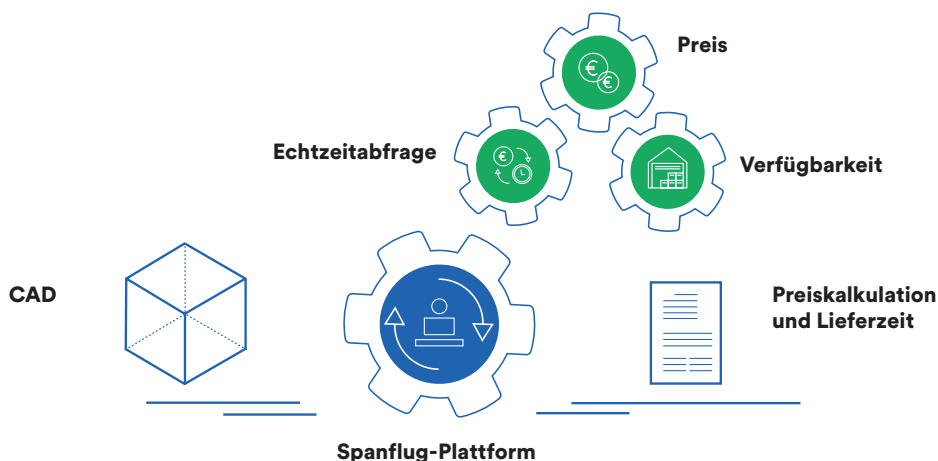 Preis
Echtzeitabfrage
Verfügbarkeit
CAD
Preiskalkulation
und Lieferzeit
Spanflug-Plattform
€
€
€